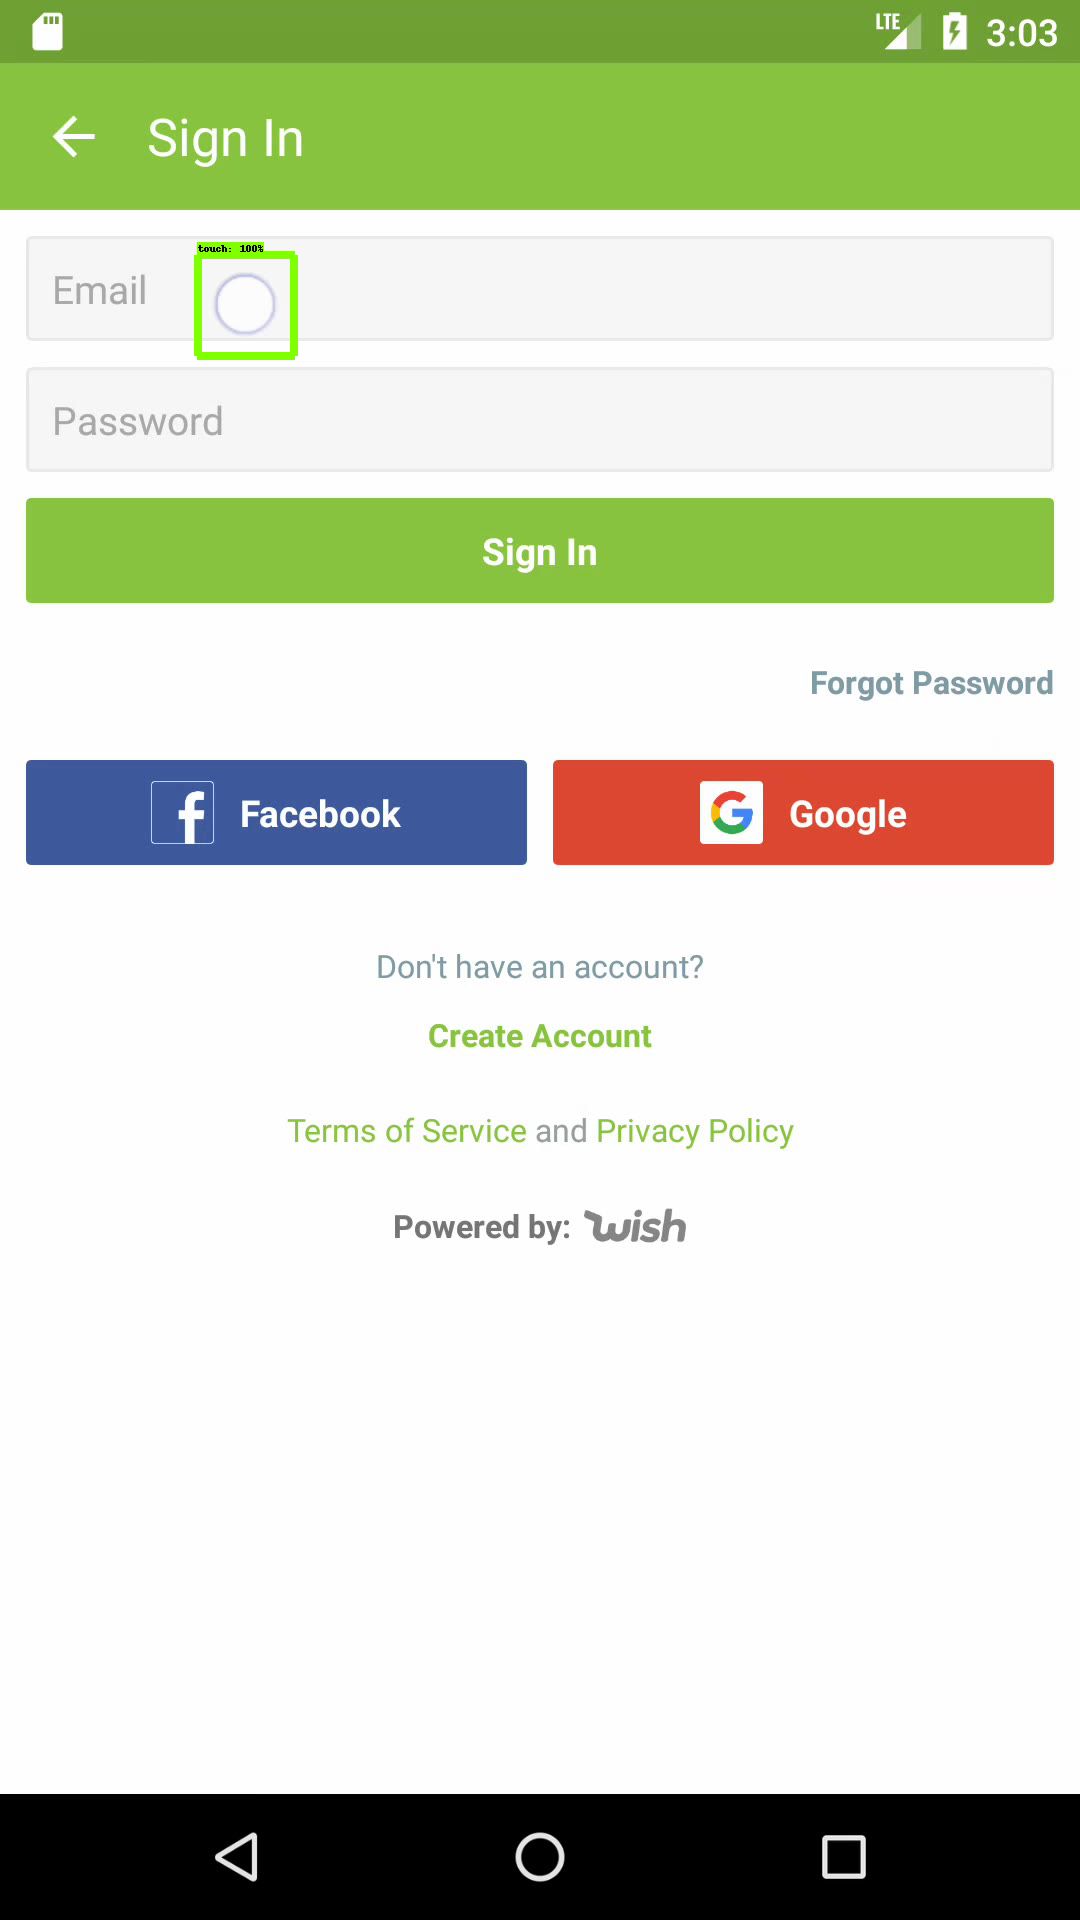 LTE 3:03
Sign In
touch: 100%
Email
Password
Sign In
Forgot Password
Facebook Google
Don't have an account?
Create Account
Terms of Service and Privacy Policy
Powered by: wish